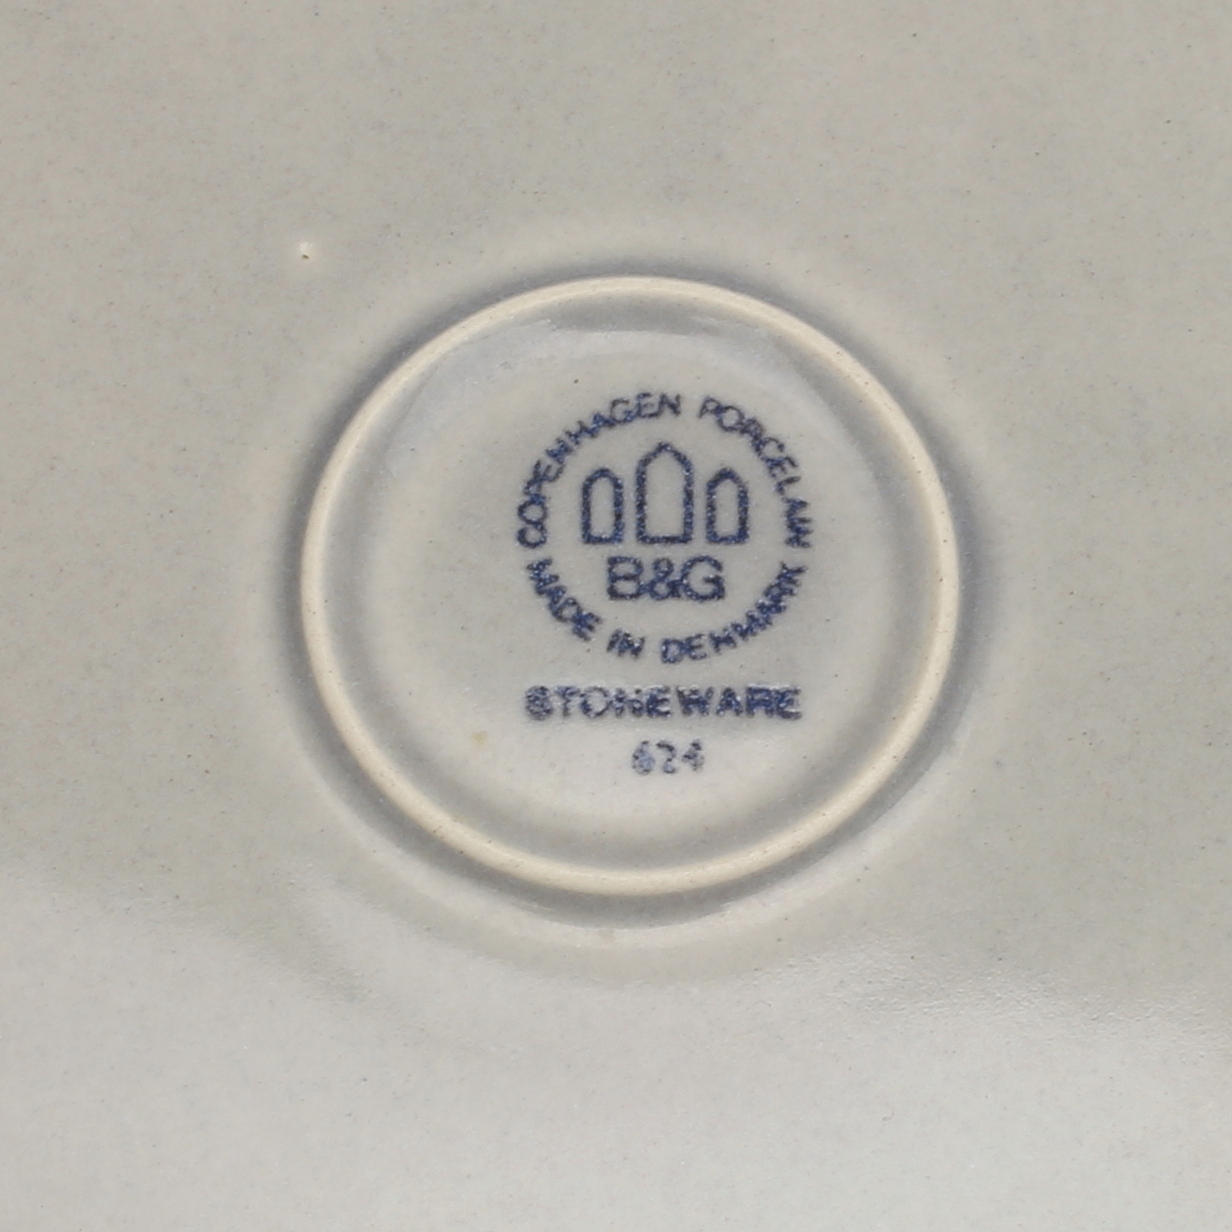 COPENHAGEN PORCELAIN
B&G
MADE IN DENMARK
STONEWARE
624